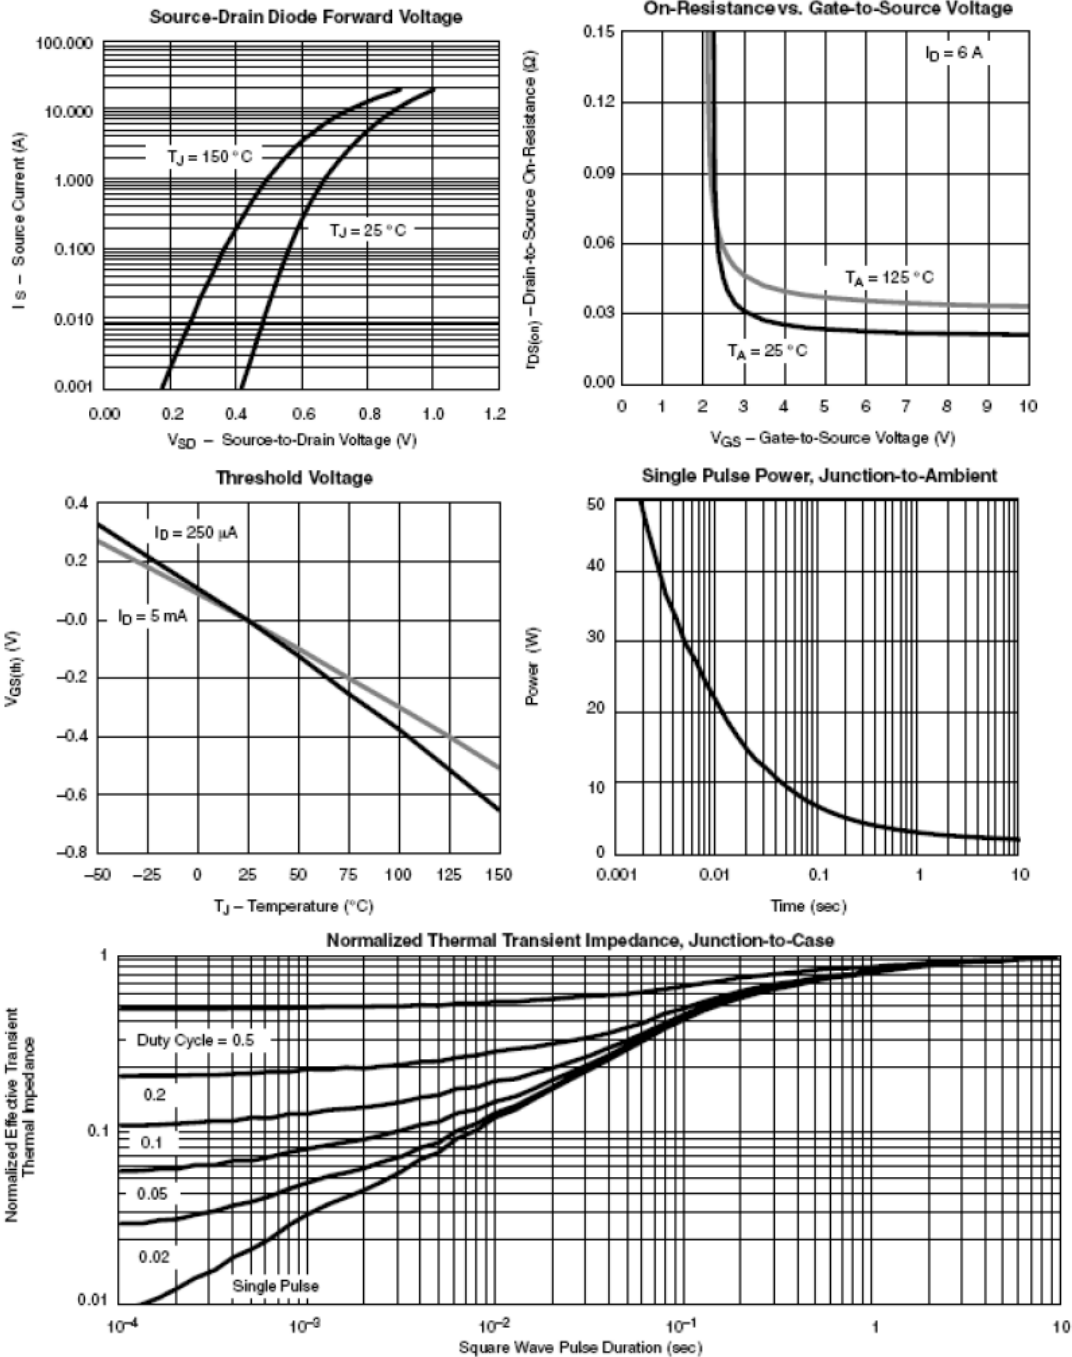 Source-Drain Diode Forward Voltage
100.000
10.000
1.000
0.100
0.010
0.001
I S – Source Current (A)
TJ = 150 °C
TJ = 25 °C
0.00 0.2 0.4 0.6 0.8 1.0 1.2
VSD – Source-to-Drain Voltage (V)
On-Resistance vs. Gate-to-Source Voltage
0.15
0.12
0.09
0.06
0.03
0.00
rDS(on) – Drain-to-Source On-Resistance (Ω)
ID = 6 A
TA = 125 °C
TA = 25 °C
0 1 2 3 4 5 6 7 8 9 10
VGS – Gate-to-Source Voltage (V)
Threshold Voltage
0.4
0.2
–0.0
–0.2
–0.4
–0.6
–0.8
VGS(th) (V)
ID = 250 µA
ID = 5 mA
–50 –25 0 25 50 75 100 125 150
TJ – Temperature (°C)
Single Pulse Power, Junction-to-Ambient
50
40
30
20
10
0
Power (W)
0.001 0.01 0.1 1 10
Time (sec)
Normalized Thermal Transient Impedance, Junction-to-Case
1
0.1
0.01
Normalized Effective Transient
Thermal Impedance
Duty Cycle = 0.5
0.2
0.1
0.05
0.02
Single Pulse
10–4 10–3 10–2 10–1 1 10
Square Wave Pulse Duration (sec)